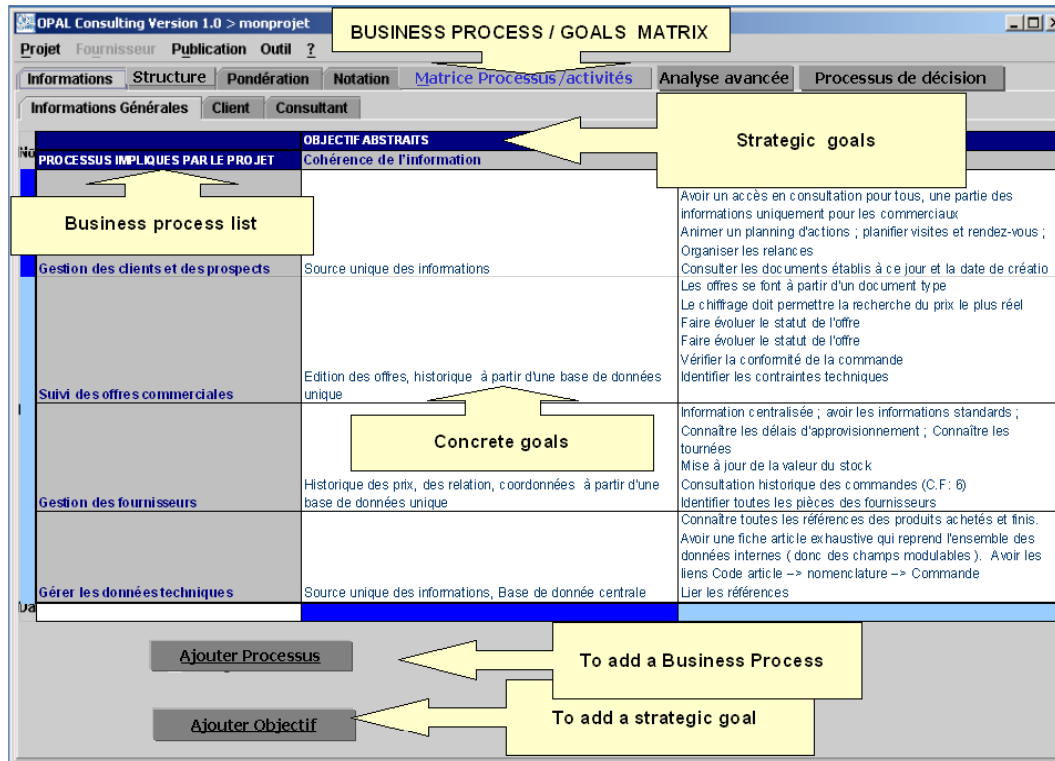 OPAL Consulting Version 1.0 > monprojet
BUSINESS PROCESS / GOALS MATRIX
Projet Fournisseur Publication Outil ?
Informations Structure Pondération Notation Matrice Processus/activités Analyse avancée Processus de décision
Informations Générales Client Consultant
OBJECTIF ABSTRAITS
Strategic goals
PROCESSUS IMPLIQUES PAR LE PROJET
Cohérence de l'information
Business process list
Avoir un accès en consultation pour tous, une partie des
informations uniquement pour les commerciaux
Animer un planning d'actions ; planifier visites et rendez-vous ;
Organiser les relances
Gestion des clients et des prospects
Source unique des informations
Consulter les documents établis à ce jour et la date de créatio
Les offres se font à partir d'un document type
Le chiffrage doit permettre la recherche du prix le plus réel
Faire évoluer le statut de l'offre
Faire évoluer le statut de l'offre
Vérifier la conformité de la commande
Identifier les contraintes techniques
Suivi des offres commerciales
Edition des offres, historique à partir d'une base de données
unique
Concrete goals
Information centralisée ; avoir les informations standards ;
Connaître les délais d'approvisionnement ; Connaître les
tournées
Mise à jour de la valeur du stock
Consultation historique des commandes (C.F: 6)
Identifier toutes les pièces des fournisseurs
Gestion des fournisseurs
Historique des prix, des relation, coordonnées à partir d'une
base de données unique
Connaître toutes les références des produits achetés et finis.
Avoir une fiche article exhaustive qui reprend l'ensemble des
données internes ( donc des champs modulables ). Avoir les
liens Code article –> nomenclature –> Commande
Lier les références
Gérer les données techniques
Source unique des informations, Base de donnée centrale
Ajouter Processus
To add a Business Process
Ajouter Objectif
To add a strategic goal